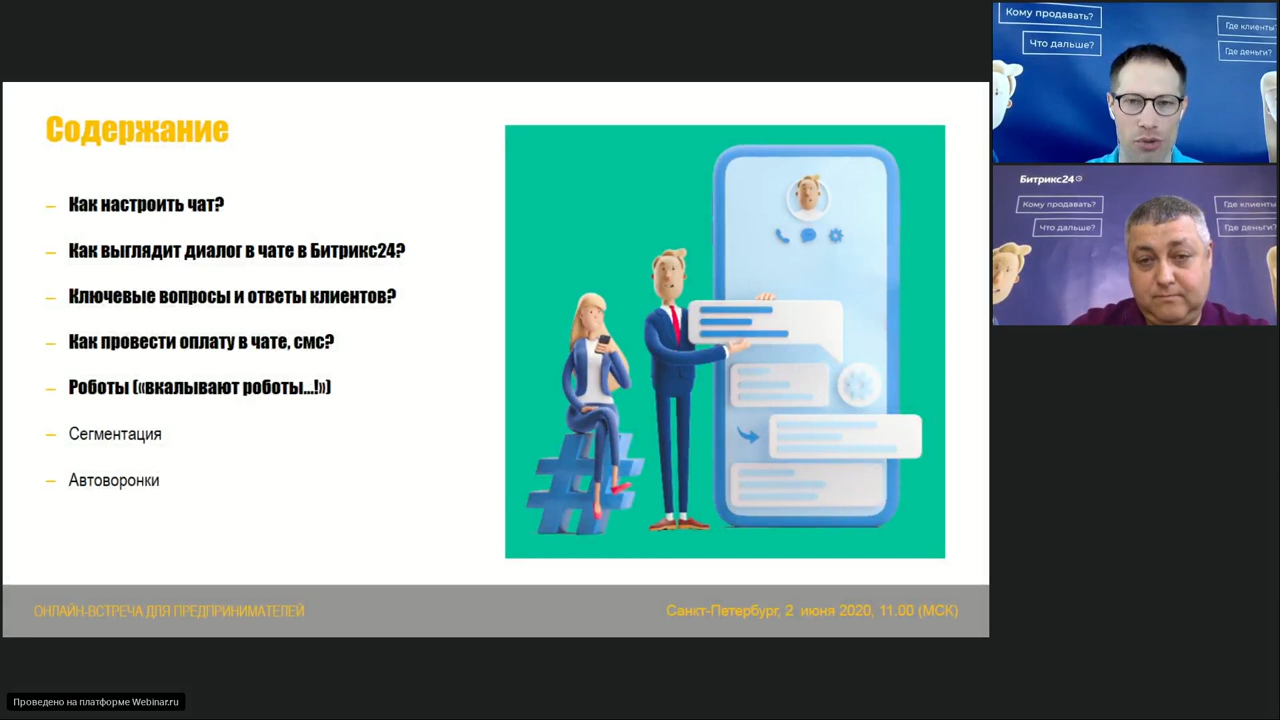 Содержание
– Как настроить чат?
– Как выглядит диалог в чате в Битрикс24?
– Ключевые вопросы и ответы клиентов?
– Как провести оплату в чате, смс?
– Роботы («вкалывают роботы...!»)
– Сегментация
– Автоворонки
ОНЛАЙН-ВСТРЕЧА ДЛЯ ПРЕДПРИНИМАТЕЛЕЙ
Санкт-Петербург, 2 июня 2020, 11.00 (МСК)
Кому продавать?
Где клиенты?
Что дальше?
Где деньги?
Битрикс24
Кому продавать?
Где клиенты
Что дальше?
Где деньги?
Проведено на платформе Webinar.ru